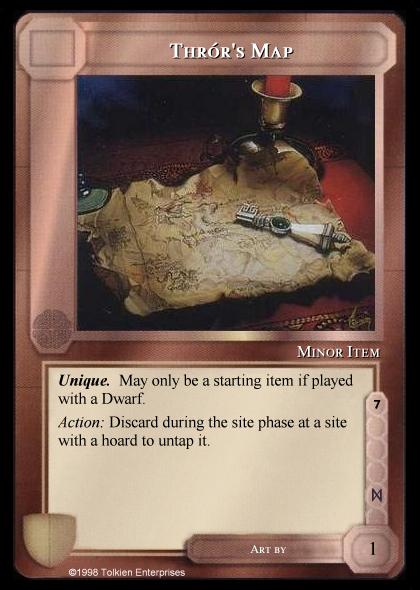 Thrór's Map
Minor Item
Unique. May only be a starting item if played
with a Dwarf.
Action: Discard during the site phase at a site
with a hoard to untap it.
7
Art by
1
©1998 Tolkien Enterprises